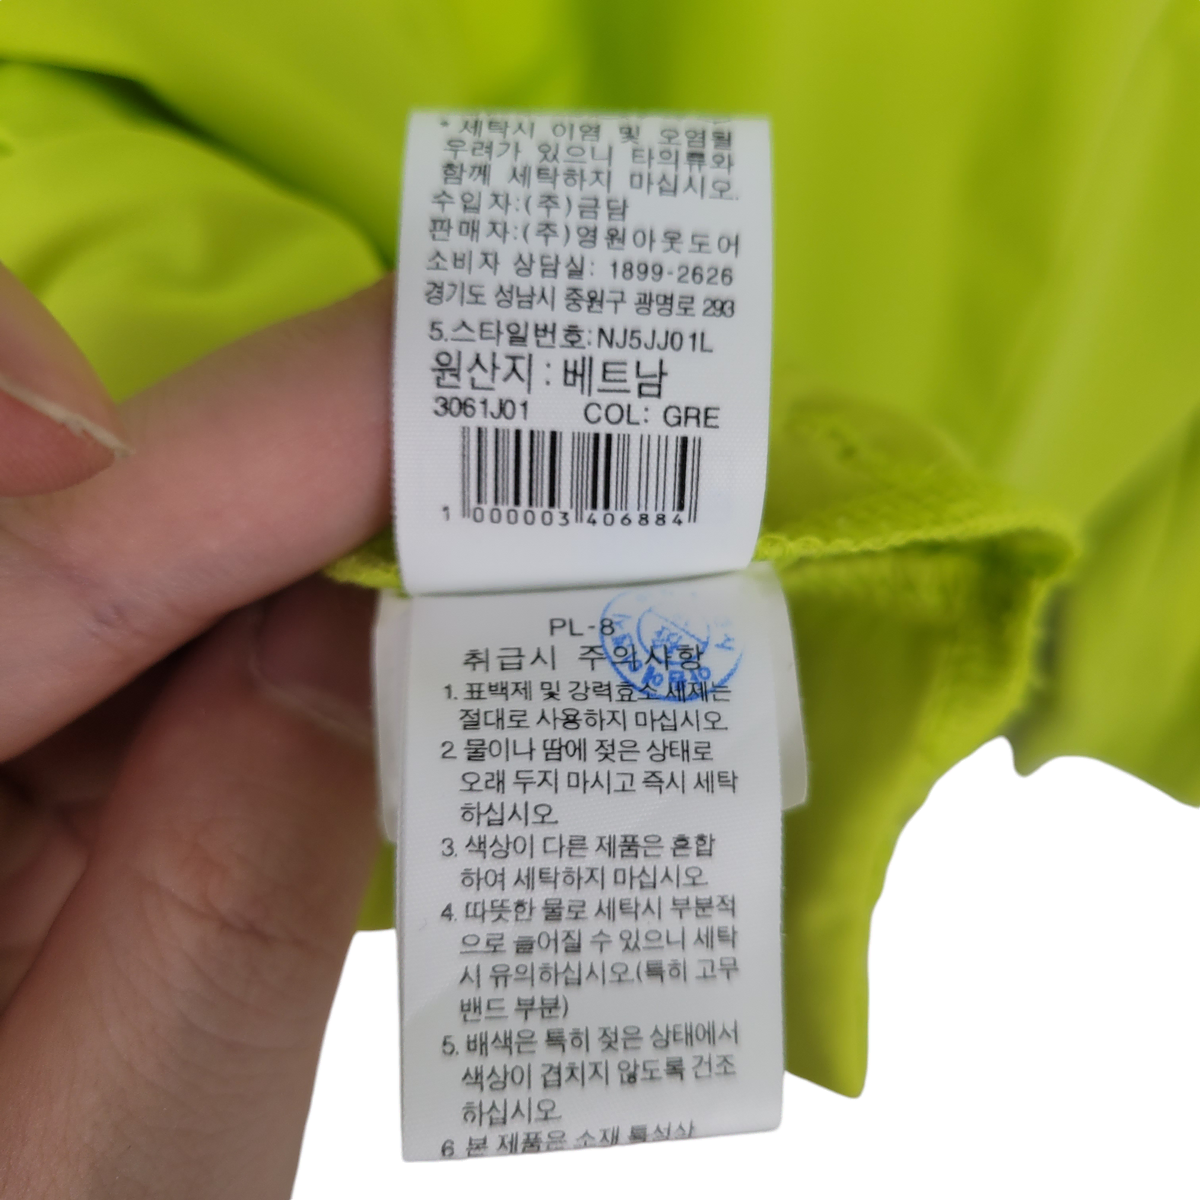 * 세탁시 이염 및 오염될
우려가 있으니 타의류와
함께 세탁하지 마십시오.
수입자:(주)금담
판매자:(주)영원아웃도어
소비자 상담실: 1899-2626
경기도 성남시 중원구 광명로 293
5.스타일번호:NJ5JJ01L
원산지 : 베트남
3061J01 COL: GRE
1 000003 406884
PL-8
취급시 주의사항
1. 표백제 및 강력효소 세제는
절대로 사용하지 마십시오.
2. 물이나 땀에 젖은 상태로
오래 두지 마시고 즉시 세탁
하십시오.
3. 색상이 다른 제품은 혼합
하여 세탁하지 마십시오.
4. 따뜻한 물로 세탁시 부분적
으로 늘어질 수 있으니 세탁
시 유의하십시오.(특히 고무
밴드 부분)
5. 배색은 특히 젖은 상태에서
색상이 겹치지 않도록 건조
하십시오.
6 본 제품은 소재 특성상